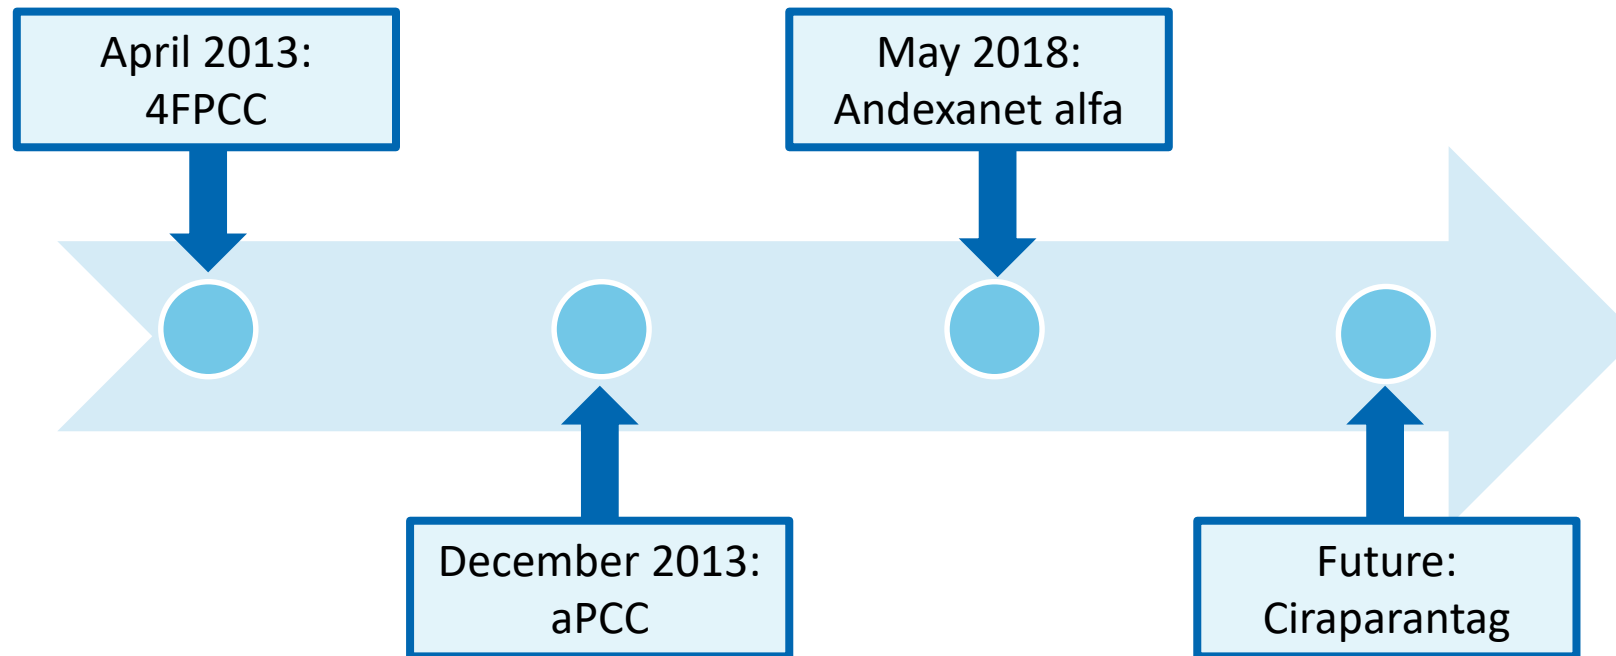 April 2013:
4FPCC
December 2013:
aPCC
May 2018:
Andexanet alfa
Future:
Ciraparantag